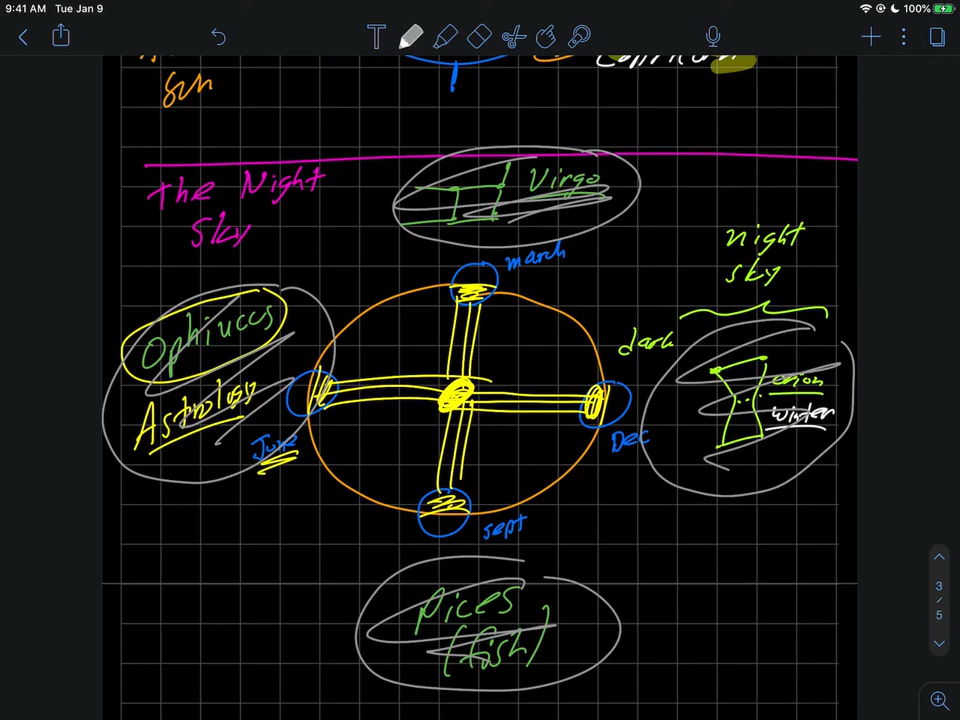 9:41 AM Tue Jan 9
100%
Sun
The Night
Sky
Virgo
march
night
sky
dark
Ophiuccs
Astrology
orion
winter
June
Dec
sept
Pices
(fish)
3
/
5